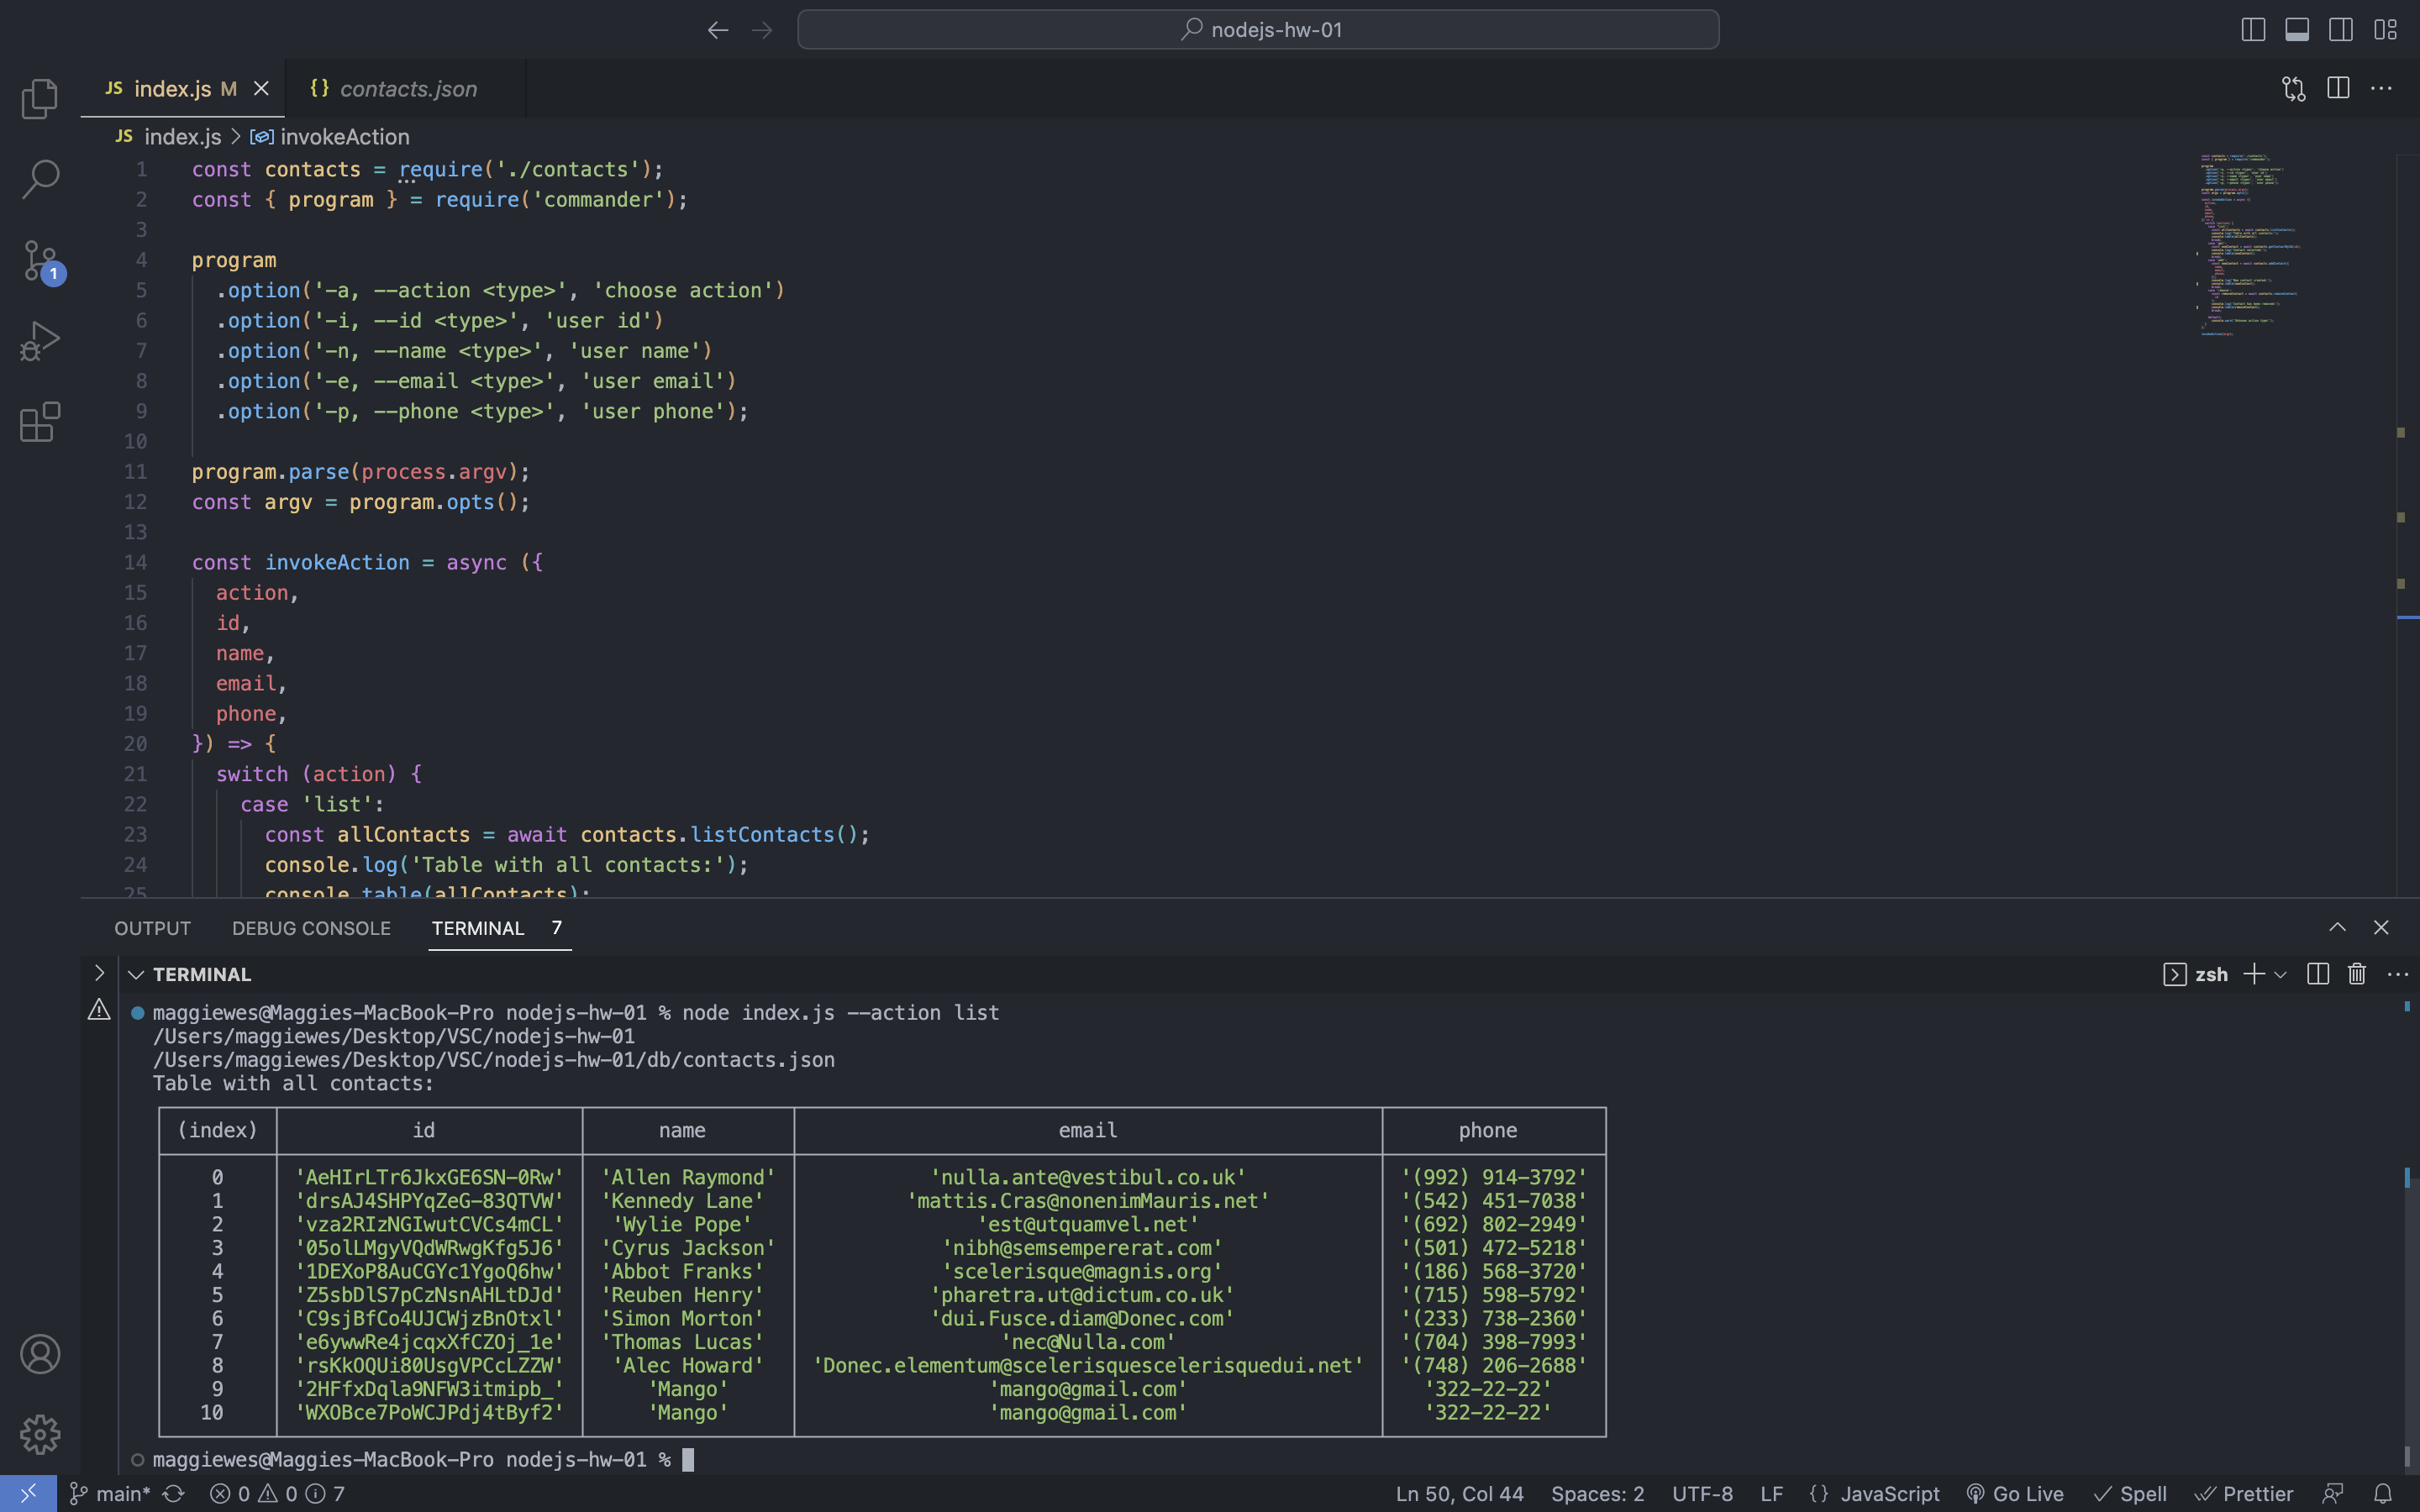 nodejs-hw-01
JS index.js M
{} contacts.json
JS index.js > invokeAction
1 const contacts = require('./contacts');
2 const { program } = require('commander');
3
4 program
5 .option('-a, --action <type>', 'choose action')
6 .option('-i, --id <type>', 'user id')
7 .option('-n, --name <type>', 'user name')
8 .option('-e, --email <type>', 'user email')
9 .option('-p, --phone <type>', 'user phone');
10
11 program.parse(process.argv);
12 const argv = program.opts();
13
14 const invokeAction = async ({
15 action,
16 id,
17 name,
18 email,
19 phone,
20 }) => {
21 switch (action) {
22 case 'list':
23 const allContacts = await contacts.listContacts();
24 console.log('Table with all contacts:');
25 console.table(allContacts);
1
OUTPUT DEBUG CONSOLE TERMINAL 7
TERMINAL
zsh
maggiewes@Maggies-MacBook-Pro nodejs-hw-01 % node index.js --action list
/Users/maggiewes/Desktop/VSC/nodejs-hw-01
/Users/maggiewes/Desktop/VSC/nodejs-hw-01/db/contacts.json
Table with all contacts:
(index) id name email phone
0 'AeHIrLTr6JkxGE6SN-0Rw' 'Allen Raymond' 'nulla.ante@vestibul.co.uk' '(992) 914-3792'
1 'drsAJ4SHPYqZeG-83QTVW' 'Kennedy Lane' 'mattis.Cras@nonenimMauris.net' '(542) 451-7038'
2 'vza2RIzNGIwutCVCs4mCL' 'Wylie Pope' 'est@utquamvel.net' '(692) 802-2949'
3 '05olLMgyVQdWRwgKfg5J6' 'Cyrus Jackson' 'nibh@semsempererat.com' '(501) 472-5218'
4 '1DEXoP8AuCGYc1YgoQ6hw' 'Abbot Franks' 'scelerisque@magnis.org' '(186) 568-3720'
5 'Z5sbDlS7pCzNsnAHLtDJd' 'Reuben Henry' 'pharetra.ut@dictum.co.uk' '(715) 598-5792'
6 'C9sjBfCo4UJCWjzBnOtxl' 'Simon Morton' 'dui.Fusce.diam@Donec.com' '(233) 738-2360'
7 'e6ywwRe4jcqxXfCZOj_1e' 'Thomas Lucas' 'nec@Nulla.com' '(704) 398-7993'
8 'rsKkOQUi80UsgVPCcLZZW' 'Alec Howard' 'Donec.elementum@scelerisquescelerisquedui.net' '(748) 206-2688'
9 '2HFfxDqla9NFW3itmipb_' 'Mango' 'mango@gmail.com' '322-22-22'
10 'WXOBce7PoWCJPdj4tByf2' 'Mango' 'mango@gmail.com' '322-22-22'
maggiewes@Maggies-MacBook-Pro nodejs-hw-01 %
main* 0 0 7 Ln 50, Col 44 Spaces: 2 UTF-8 LF {} JavaScript Go Live Spell Prettier